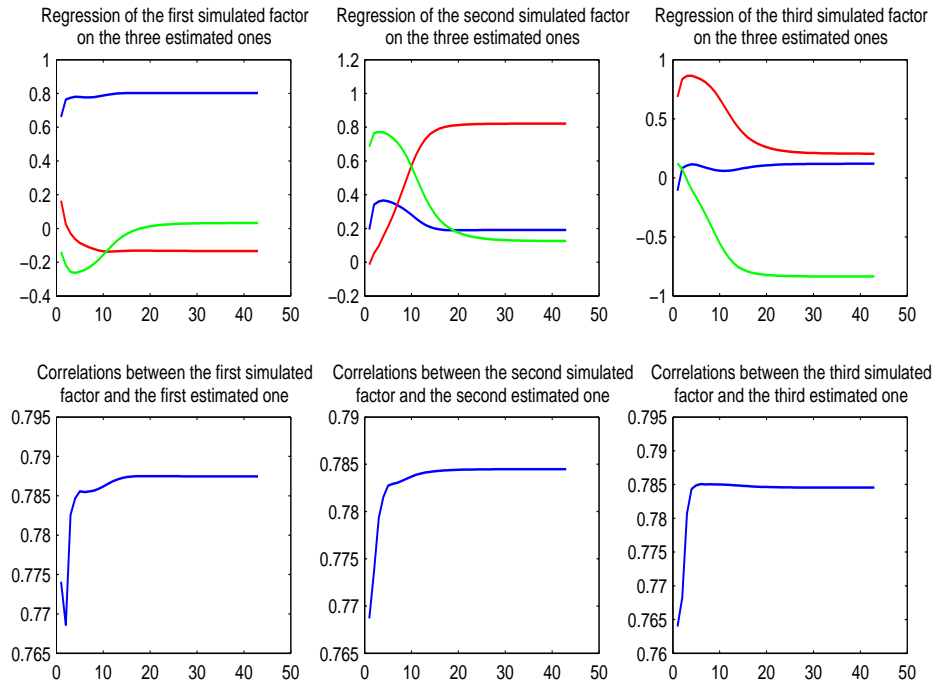 Regression of the first simulated factor
on the three estimated ones
1
0.8
0.6
0.4
0.2
0
−0.2
−0.4
0 10 20 30 40 50
Regression of the second simulated factor
on the three estimated ones
1.2
1
0.8
0.6
0.4
0.2
0
0.2
0 10 20 30 40 50
Regression of the third simulated factor
on the three estimated ones
1
0.5
0
−0.5
−1
0 10 20 30 40 50
Correlations between the first simulated
factor and the first estimated one
0.795
0.79
0.785
0.78
0.775
0.77
0.765
0 10 20 30 40 50
Correlations between the second simulated
factor and the second estimated one
0.79
0.785
0.78
0.775
0.77
0.765
0 10 20 30 40 50
Correlations between the third simulated
factor and the third estimated one
0.795
0.79
0.785
0.78
0.775
0.77
0.765
0.76
0 10 20 30 40 50